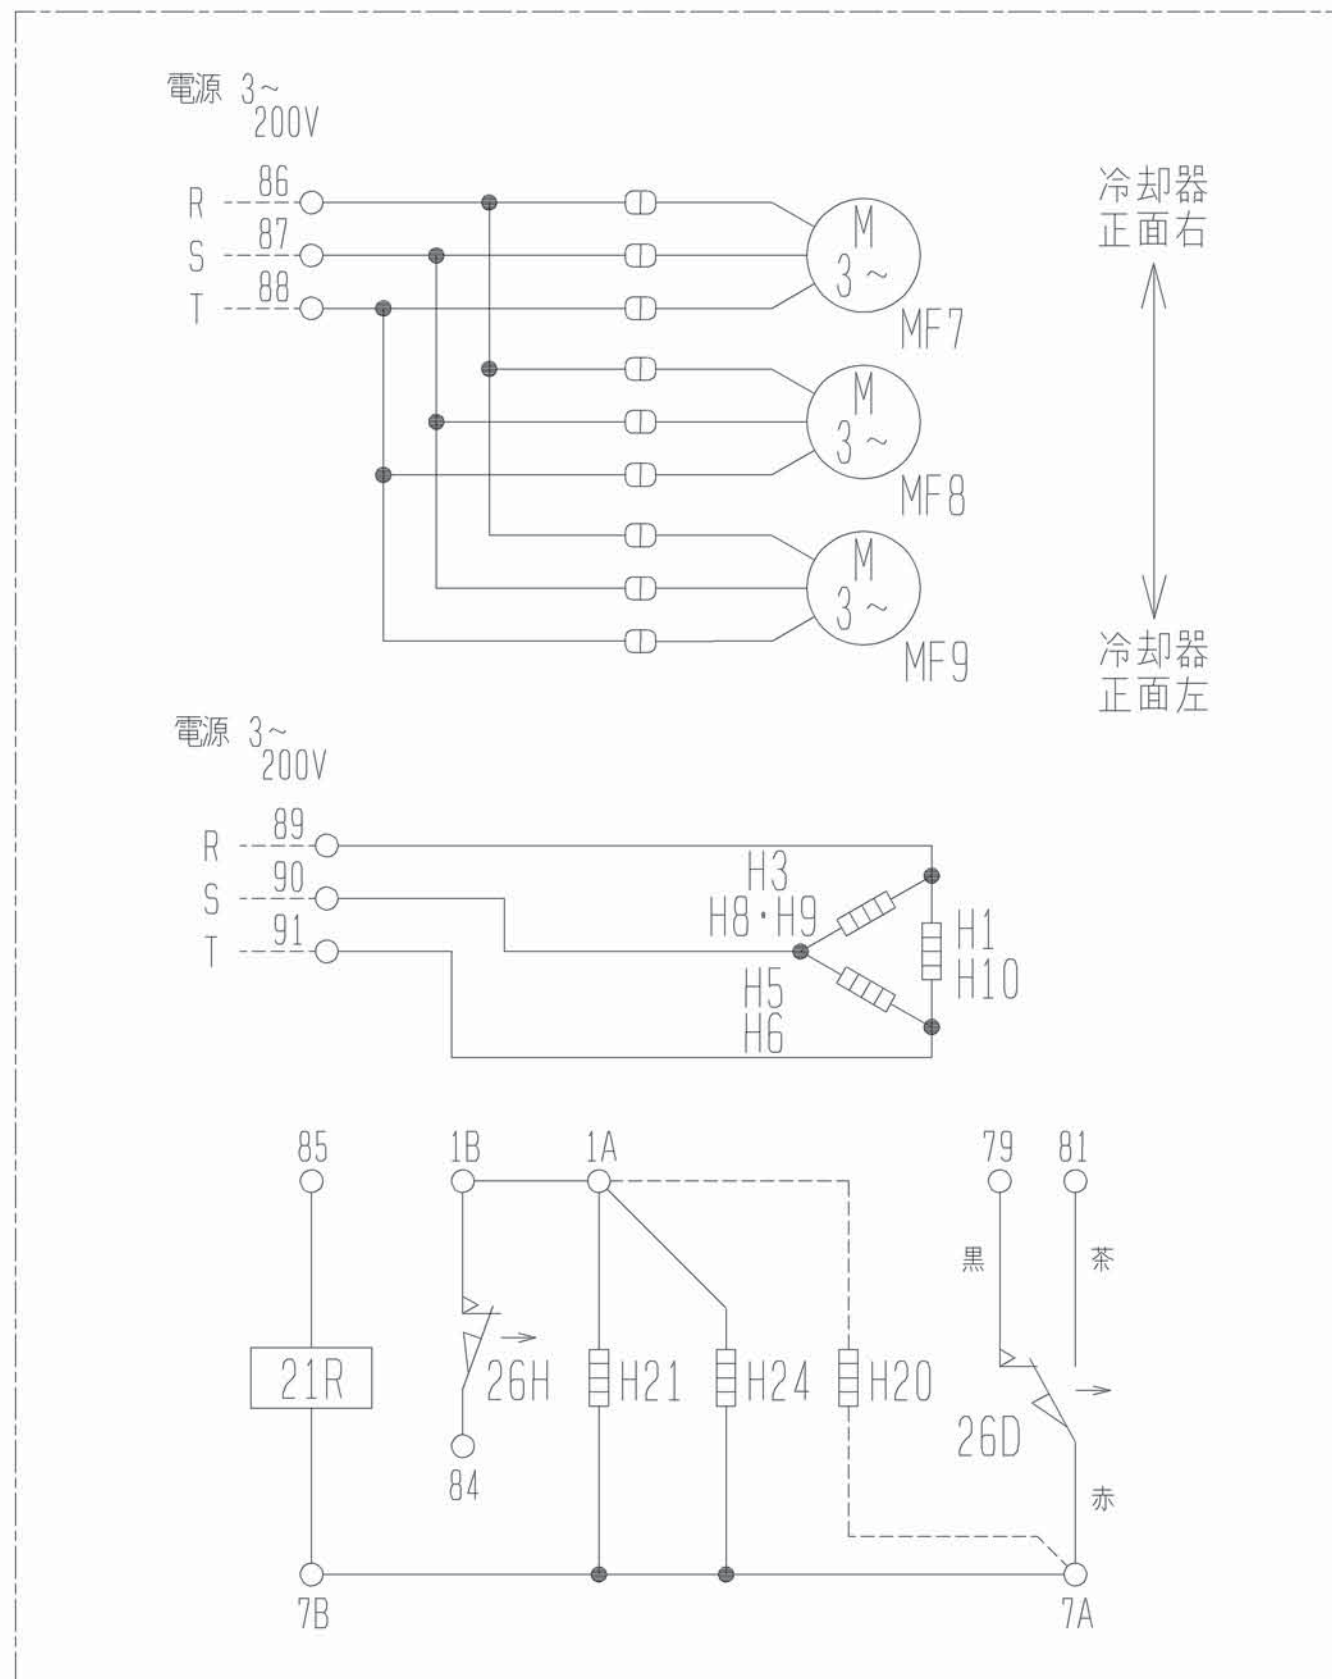 電源 3~
200V
R 86
S 87
T 88
冷却器
正面右
M
3~
MF7
M
3~
MF8
M
3~
MF9
冷却器
正面左
電源 3~
200V
R 89
S 90
T 91
H3
H8・H9
H1
H10
H5
H6
85
1B
1A
79
81
黒
茶
21R
26H
H21
H24
H20
26D
84
赤
7B
7A